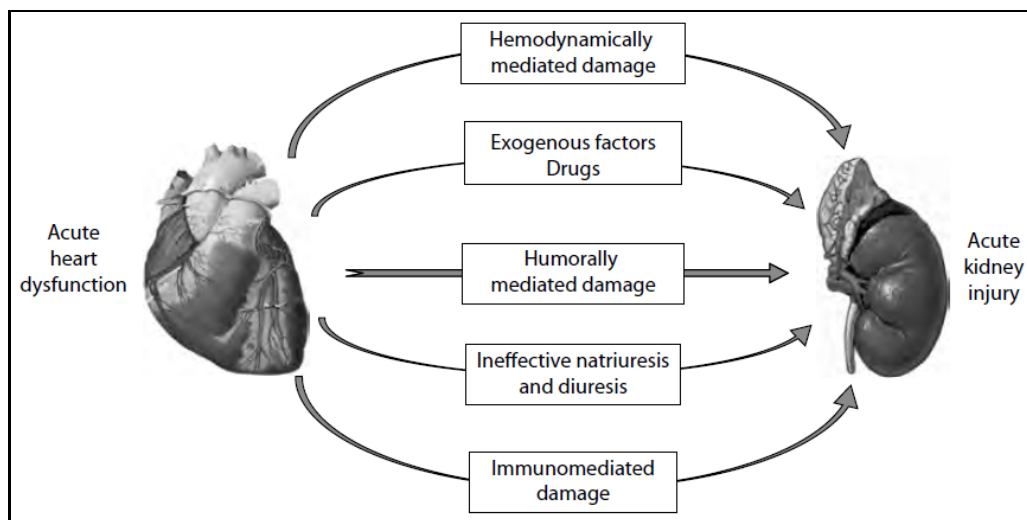 Hemodynamically
mediated damage
Exogenous factors
Drugs
Acute
heart
dysfunction
Humorally
mediated damage
Acute
kidney
injury
Ineffective natriuresis
and diuresis
Immunomediated
damage